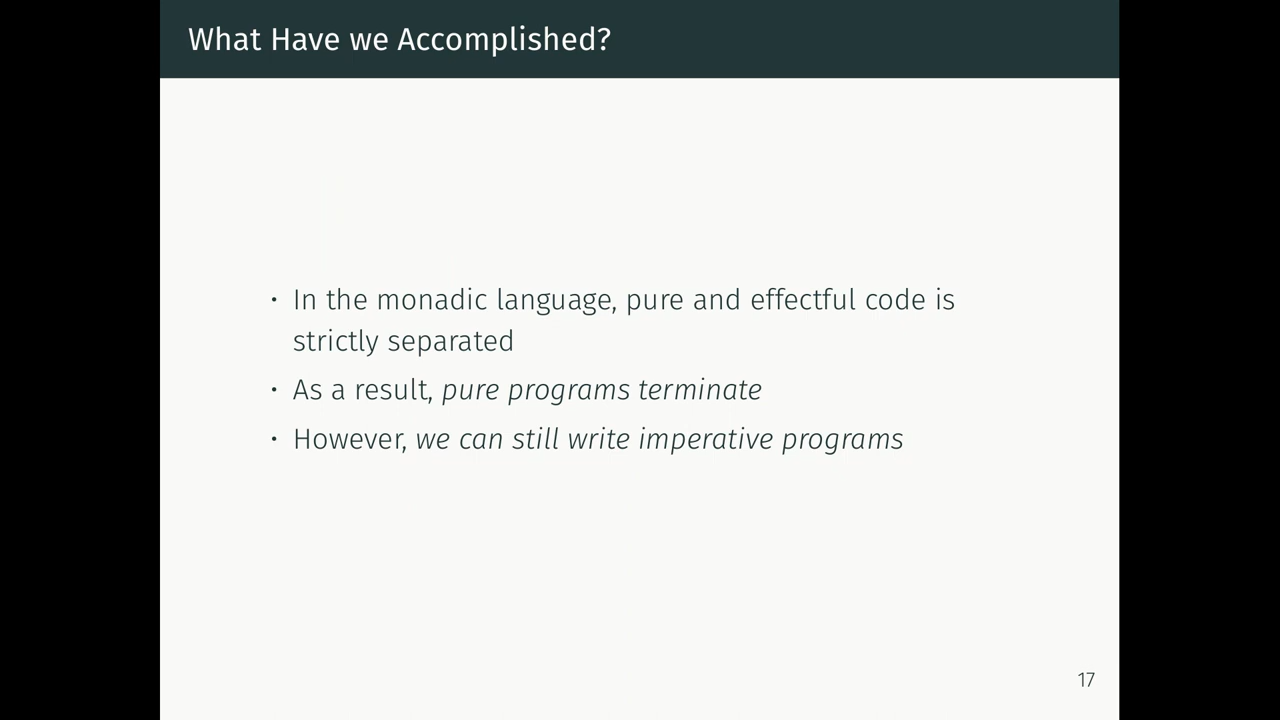 What Have we Accomplished?
• In the monadic language, pure and effectful code is
strictly separated
• As a result, pure programs terminate
• However, we can still write imperative programs
17